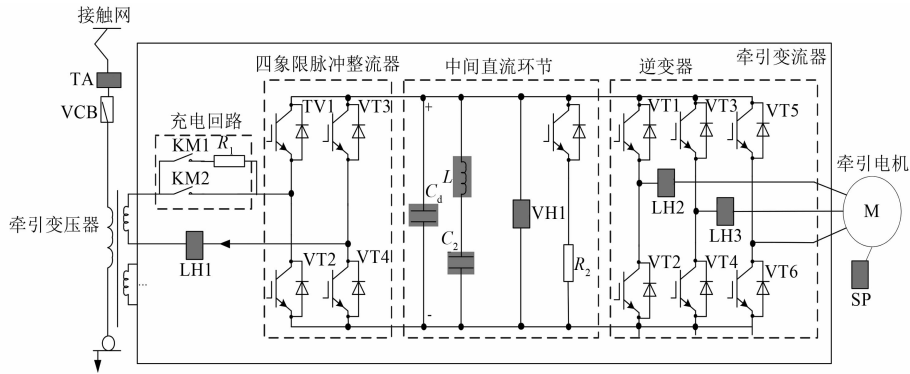 接触网
TA
VCB
牵引变压器
充电回路
KM1
R
KM2
LH1
四象限脉冲整流器
TV1
VT3
VT2
VT4
中间直流环节
+
L
Cd
C2
-
VH1
R2
逆变器
牵引变流器
VT1
VT3
VT5
LH2
LH3
VT2
VT4
VT6
牵引电机
M
SP
...